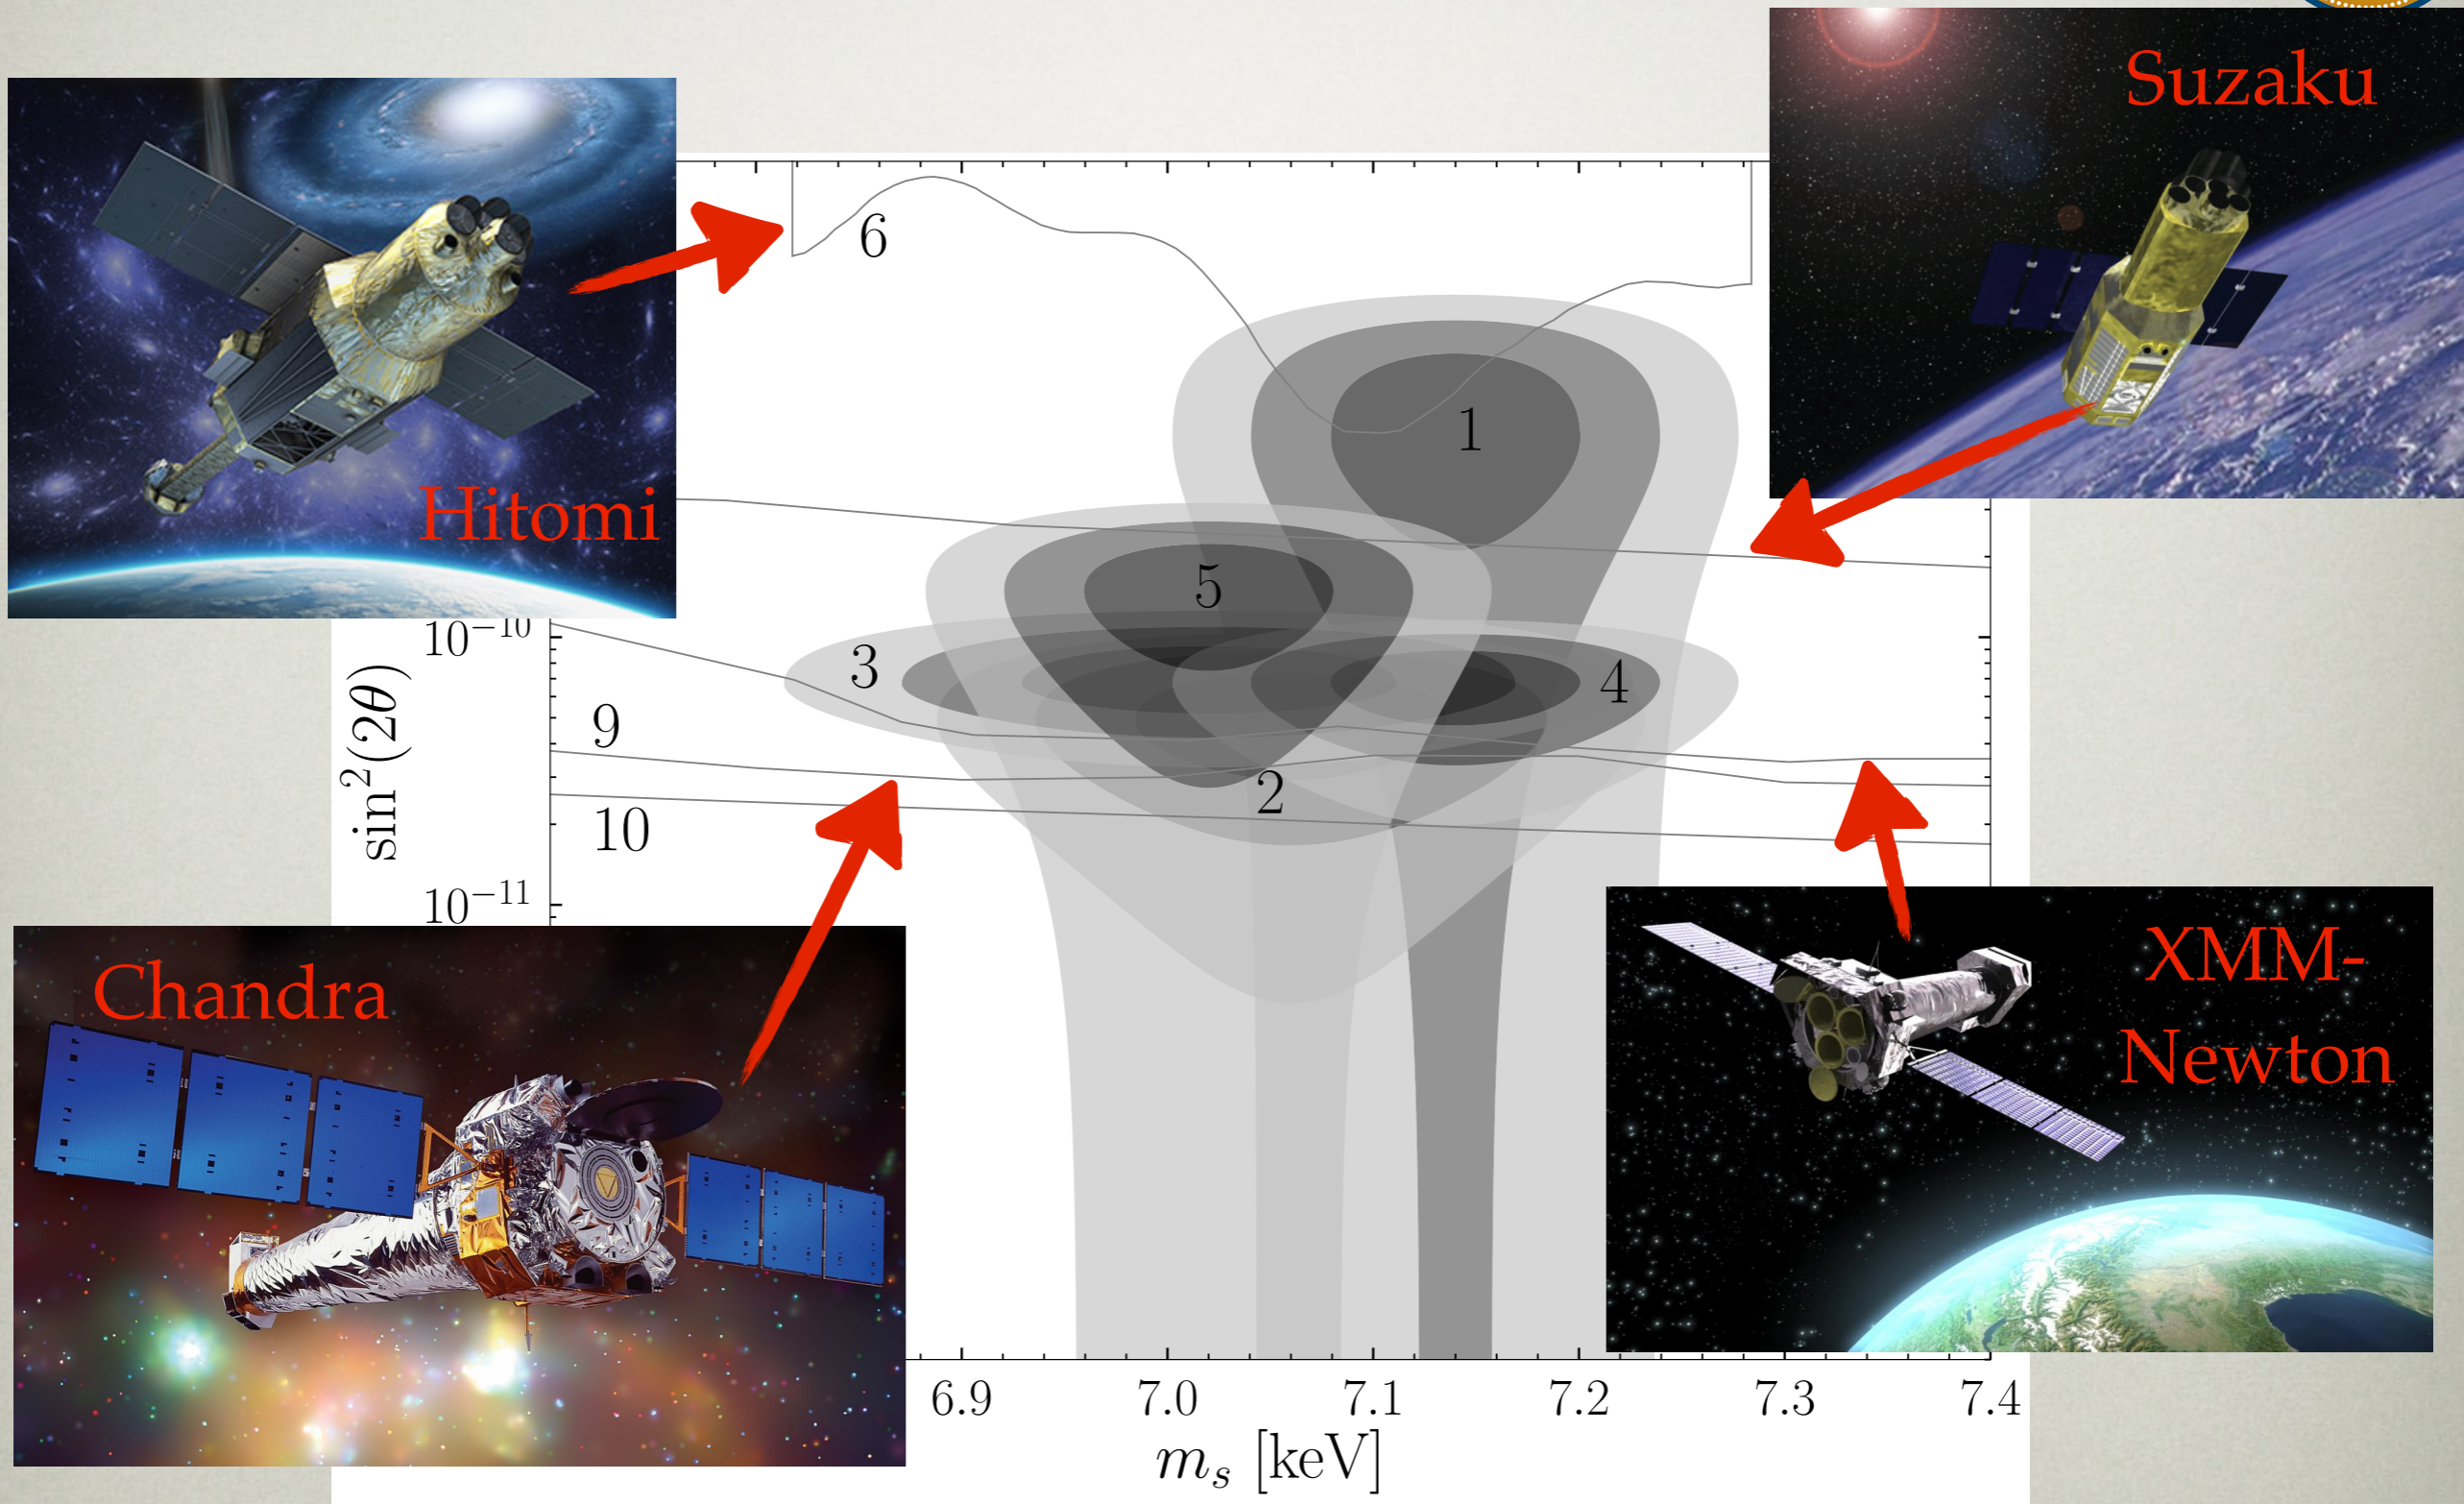 Suzaku
6
1
Hitomi
5
10⁻¹⁰
3
4
9
sin²(2θ)
2
10
10⁻¹¹
Chandra
XMM-
Newton
6.9 7.0 7.1 7.2 7.3 7.4
mₛ [keV]